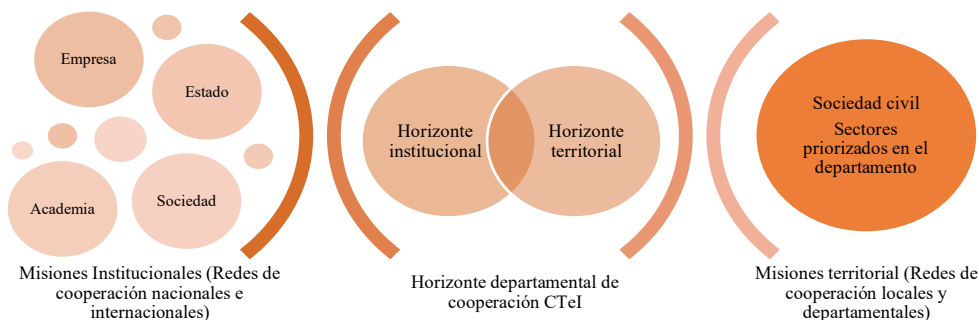 Empresa
Estado
Academia
Sociedad
Misiones Institucionales (Redes de
cooperación nacionales e
internacionales)
Horizonte
institucional
Horizonte
territorial
Horizonte departamental de
cooperación CTeI
Sociedad civil
Sectores
priorizados en el
departamento
Misiones territorial (Redes de
cooperación locales y
departamentales)